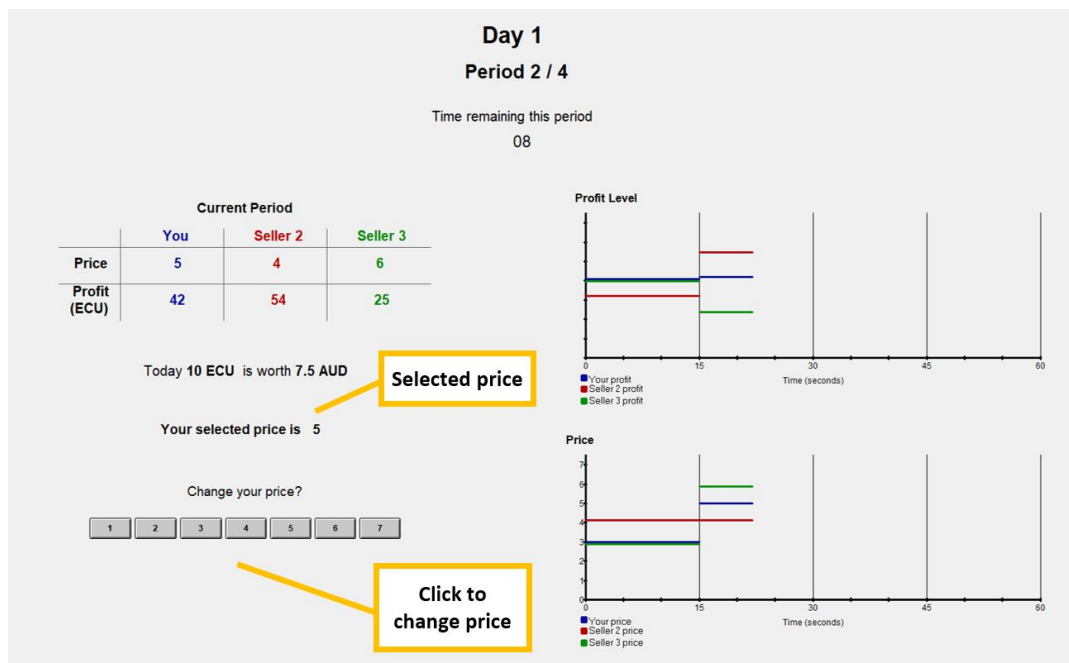 Day 1
Period 2 / 4
Time remaining this period
08
Current Period
You Seller 2 Seller 3
Price 5 4 6
Profit (ECU) 42 54 25
Today 10 ECU is worth 7.5 AUD
Selected price
Your selected price is 5
Change your price?
1 2 3 4 5 6 7
Click to
change price
Profit Level
0 15 30 45 60
Time (seconds)
Your profit
Seller 2 profit
Seller 3 profit
Price
7
6
5
4
3
2
1
0
0 15 30 45 60
Time (seconds)
Your price
Seller 2 price
Seller 3 price